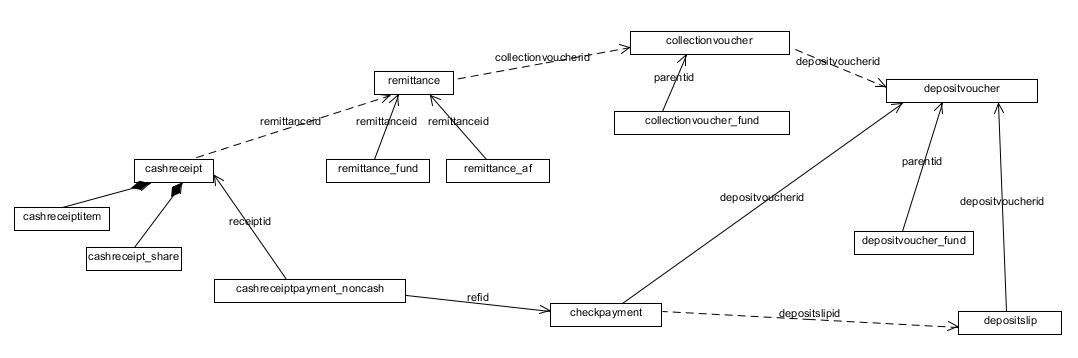 collectionvoucher
collectionvoucherid
depositvoucherid
parentid
remittance
depositvoucher
collectionvoucher_fund
remittanceid
remittanceid
remittanceid
cashreceipt
remittance_fund
remittance_af
parentid
depositvoucherid
depositvoucherid
cashreceiptitem
receiptid
depositvoucher_fund
cashreceipt_share
cashreceiptpayment_noncash
refid
checkpayment
depositslipid
depositslip